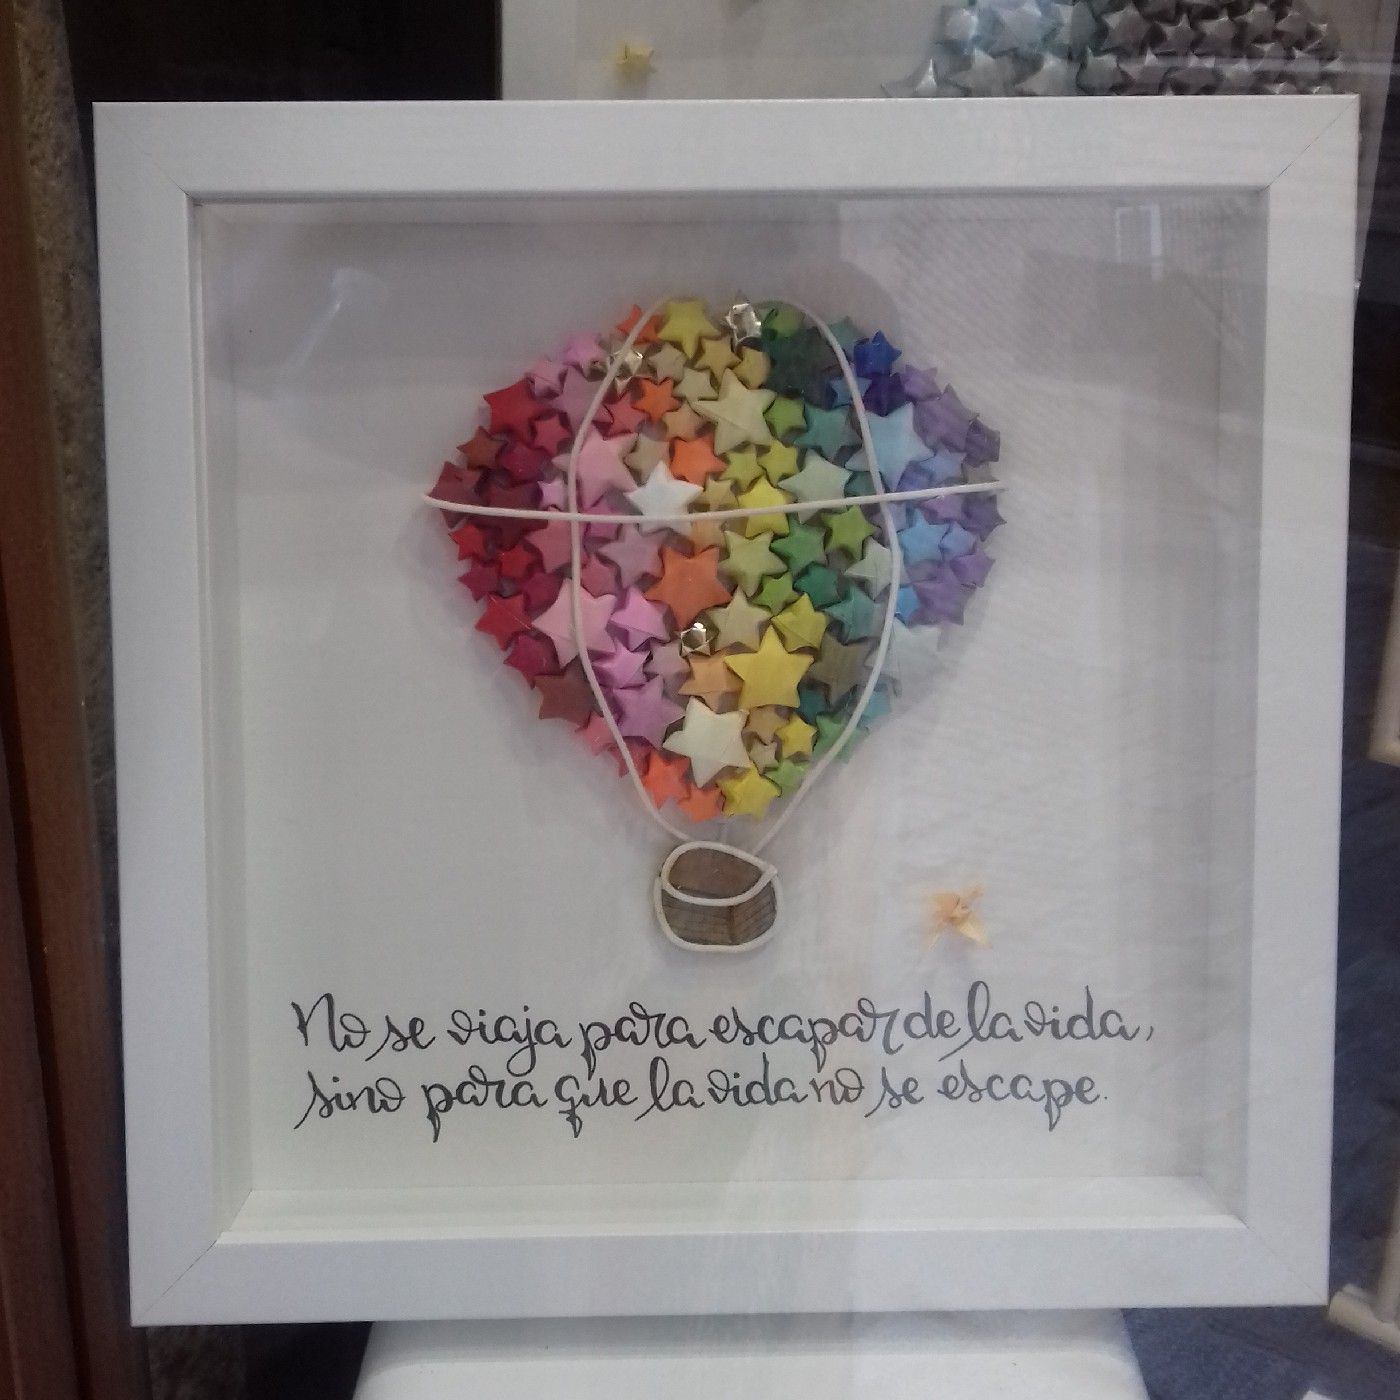 No se viaja para escapar de la vida,
sino para que la vida no se escape.